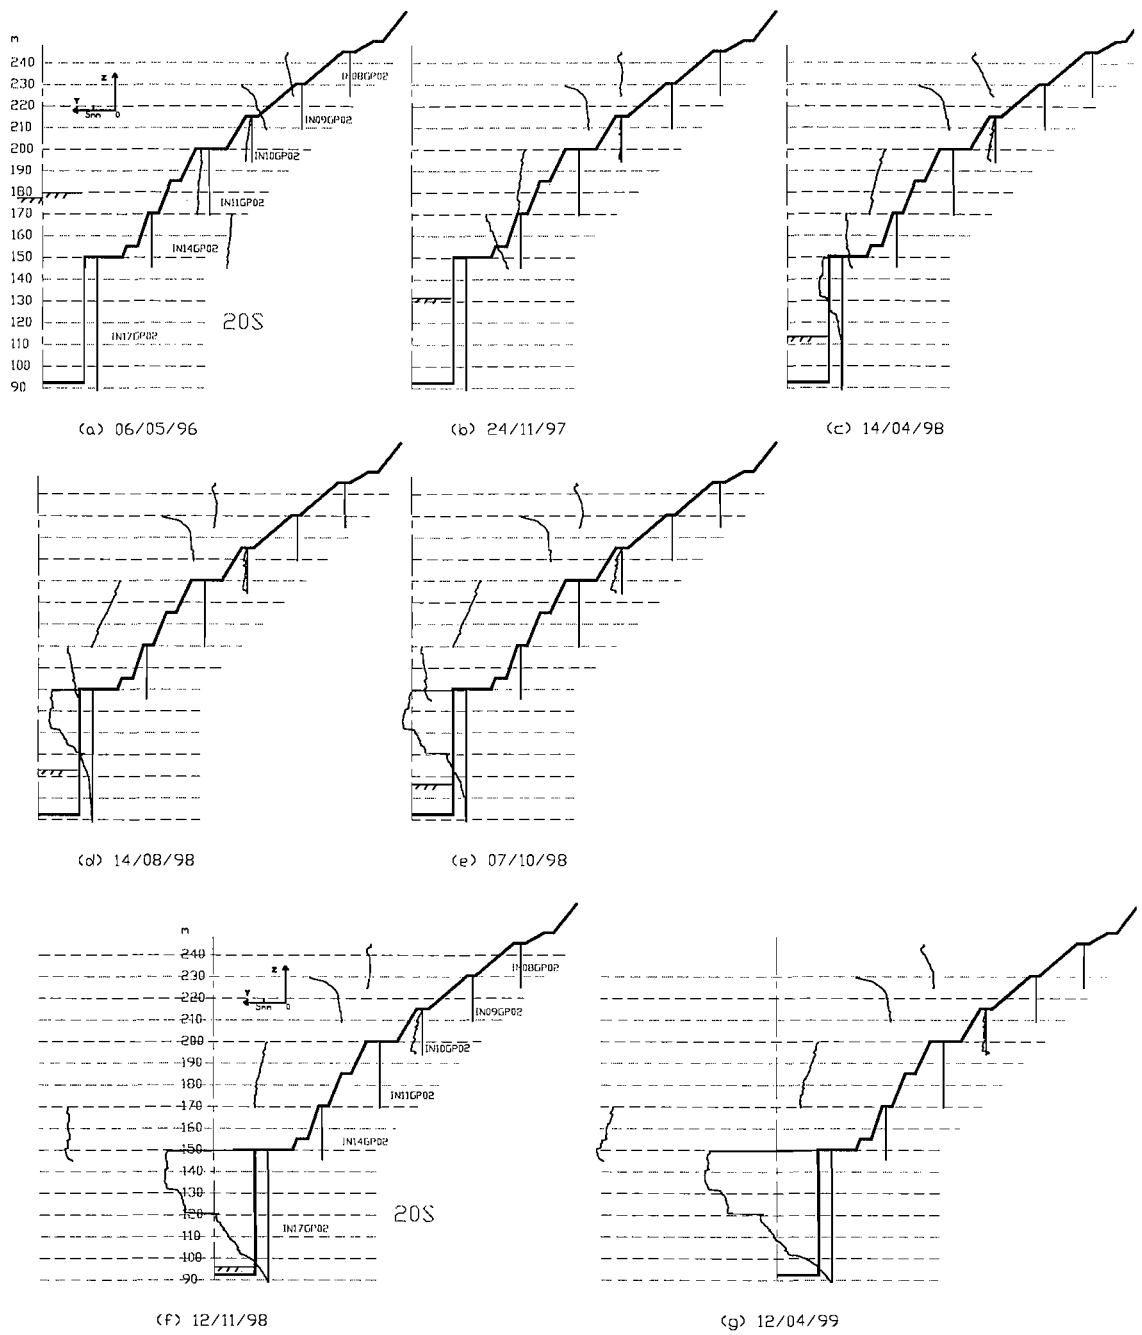 m
240
230
220
210
200
190
180
170
160
150
140
130
120
110
100
90
Z
Y
5mm 0
IN08GP02
IN09GP02
IN10GP02
IN11GP02
IN14GP02
IN17GP02
20S
(a) 06/05/96
(b) 24/11/97
(c) 14/04/98
(d) 14/08/98
(e) 07/10/98
m
240
230
220
210
200
190
180
170
160
150
140
130
120
110
100
90
Z
Y
5mm 0
IN08GP02
IN09GP02
IN10GP02
IN11GP02
IN14GP02
IN17GP02
20S
(f) 12/11/98
(g) 12/04/99